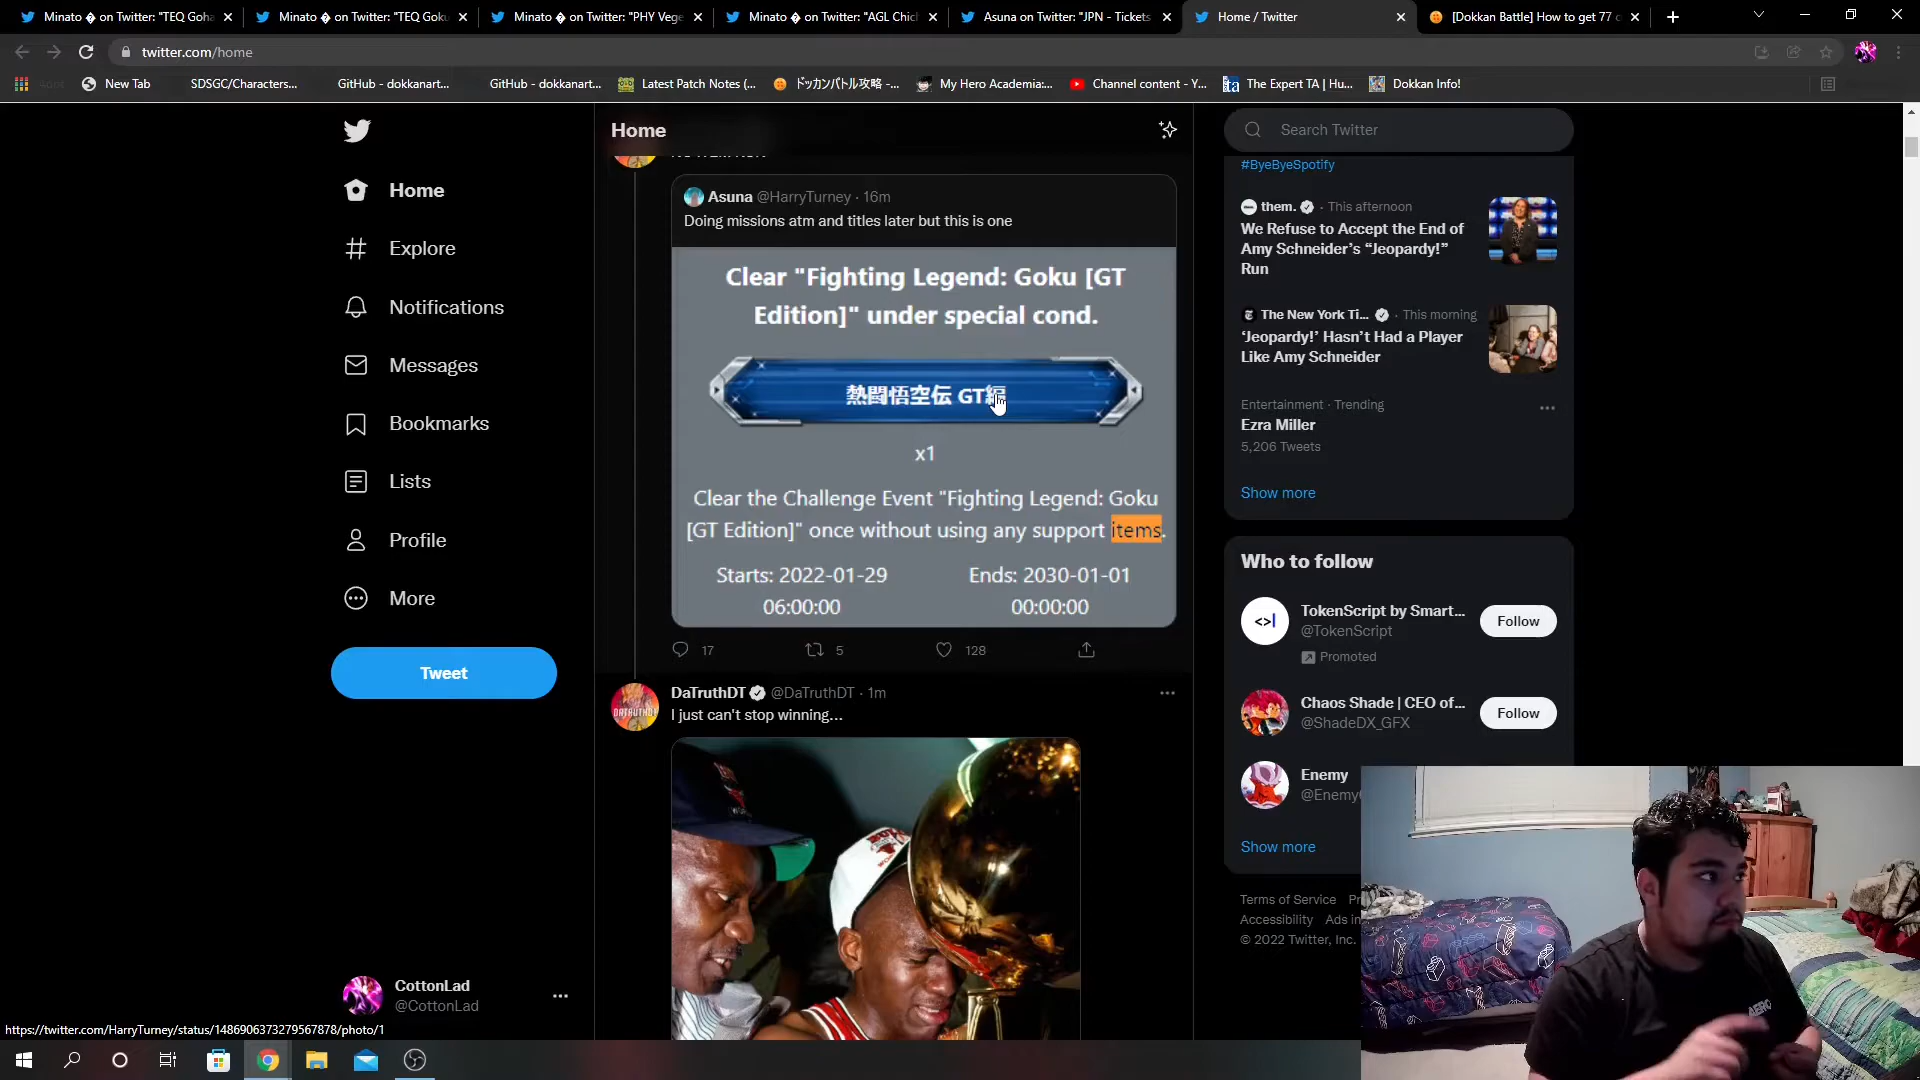 Minato � on Twitter: "TEQ Goha
Minato � on Twitter: "TEQ Goku
Minato � on Twitter: "PHY Vege
Minato � on Twitter: "AGL Chich
Asuna on Twitter: "JPN - Tickets
Home / Twitter
[Dokkan Battle] How to get 77 c
twitter.com/home
New Tab
SDSGC/Characters...
GitHub - dokkanart...
GitHub - dokkanart...
Latest Patch Notes (...
ドッカンバトル攻略 -...
My Hero Academia:...
Channel content - Y...
The Expert TA | Hu...
Dokkan Info!
Home
Explore
Notifications
Messages
Bookmarks
Lists
Profile
More
Tweet
CottonLad
@CottonLad
https://twitter.com/HarryTurney/status/1486906373279567878/photo/1
Home
Asuna @HarryTurney · 16m
Doing missions atm and titles later but this is one
Clear "Fighting Legend: Goku [GT
Edition]" under special cond.
熱闘悟空伝 GT編
x1
Clear the Challenge Event "Fighting Legend: Goku
[GT Edition]" once without using any support items.
Starts: 2022-01-29
06:00:00
Ends: 2030-01-01
00:00:00
17
5
128
DaTruthDT @DaTruthDT · 1m
I just can't stop winning...
Search Twitter
#ByeByeSpotify
them. · This afternoon
We Refuse to Accept the End of
Amy Schneider's "Jeopardy!"
Run
The New York Ti... · This morning
'Jeopardy!' Hasn't Had a Player
Like Amy Schneider
Entertainment · Trending
Ezra Miller
5,206 Tweets
Show more
Who to follow
TokenScript by Smart...
@TokenScript
Promoted
Follow
Chaos Shade | CEO of...
@ShadeDX_GFX
Follow
Enemy
Show more
Terms of Service
Accessibility
© 2022 Twitter, Inc.
AERO